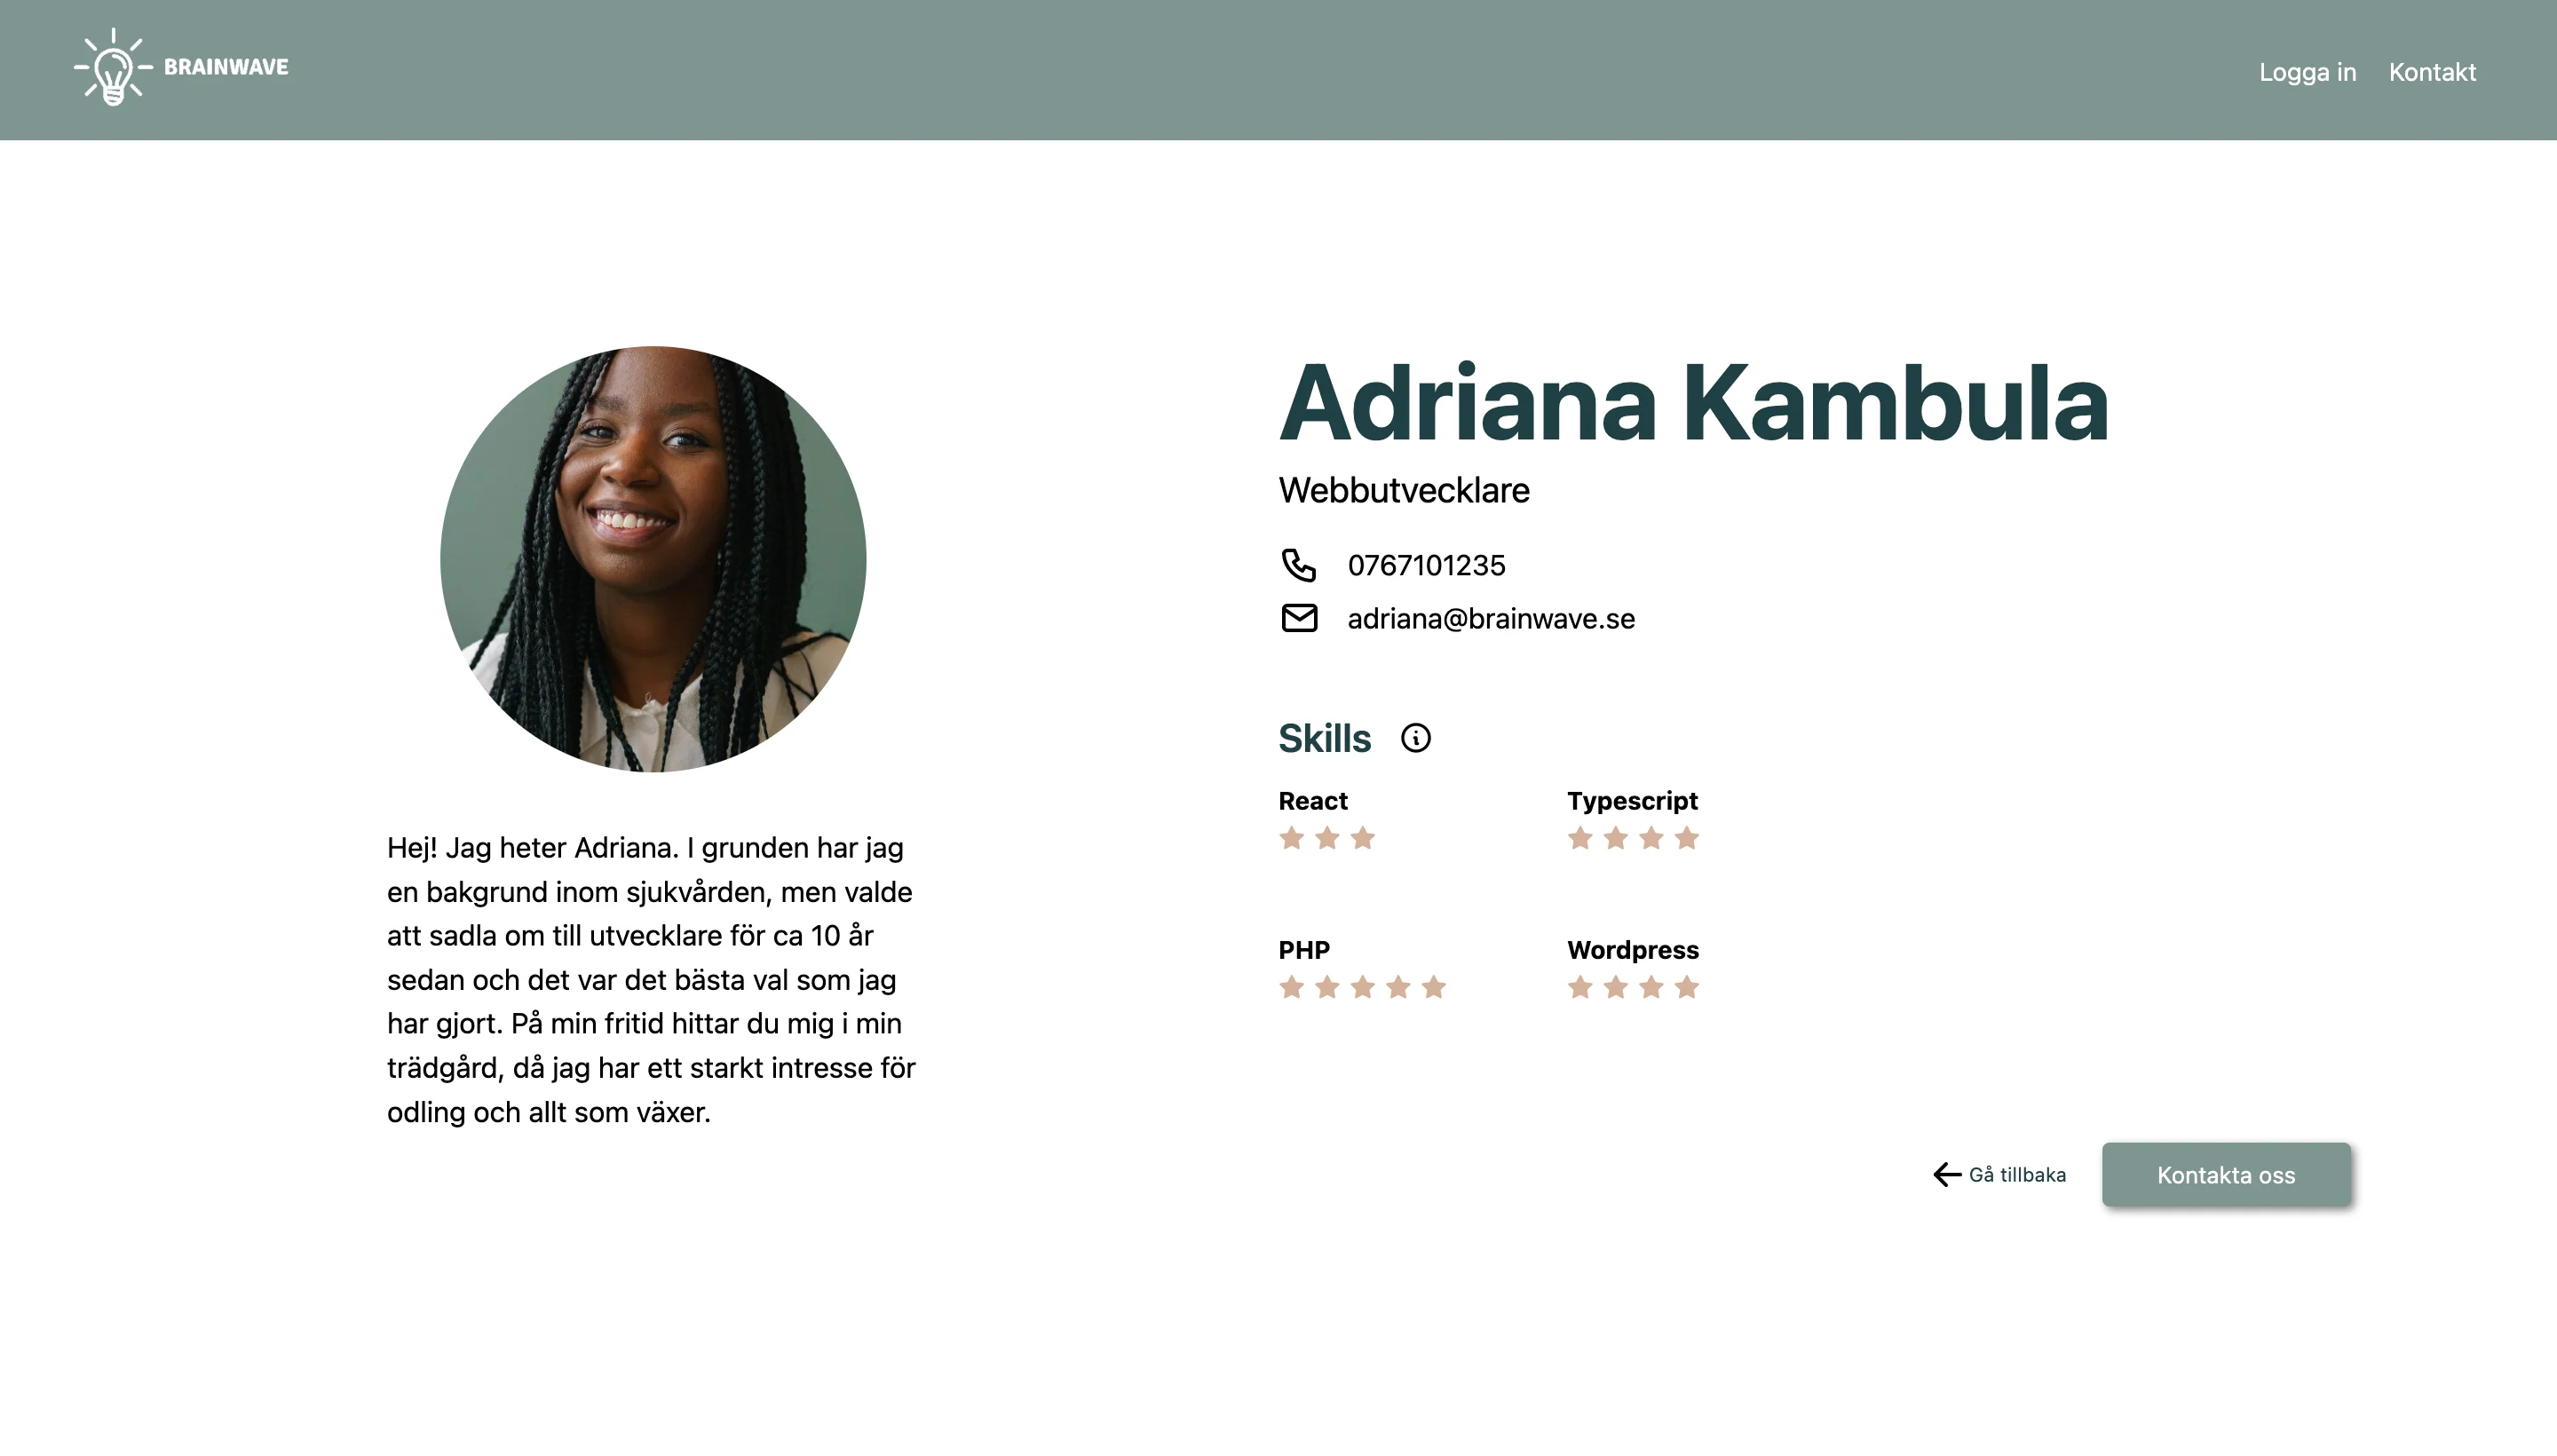 BRAINWAVE
Logga in
Kontakt
Adriana Kambula
Webbutvecklare
0767101235
adriana@brainwave.se
Skills
React
Typescript
PHP
Wordpress
Hej! Jag heter Adriana. I grunden har jag
en bakgrund inom sjukvården, men valde
att sadla om till utvecklare för ca 10 år
sedan och det var det bästa val som jag
har gjort. På min fritid hittar du mig i min
trädgård, då jag har ett starkt intresse för
odling och allt som växer.
Gå tillbaka
Kontakta oss